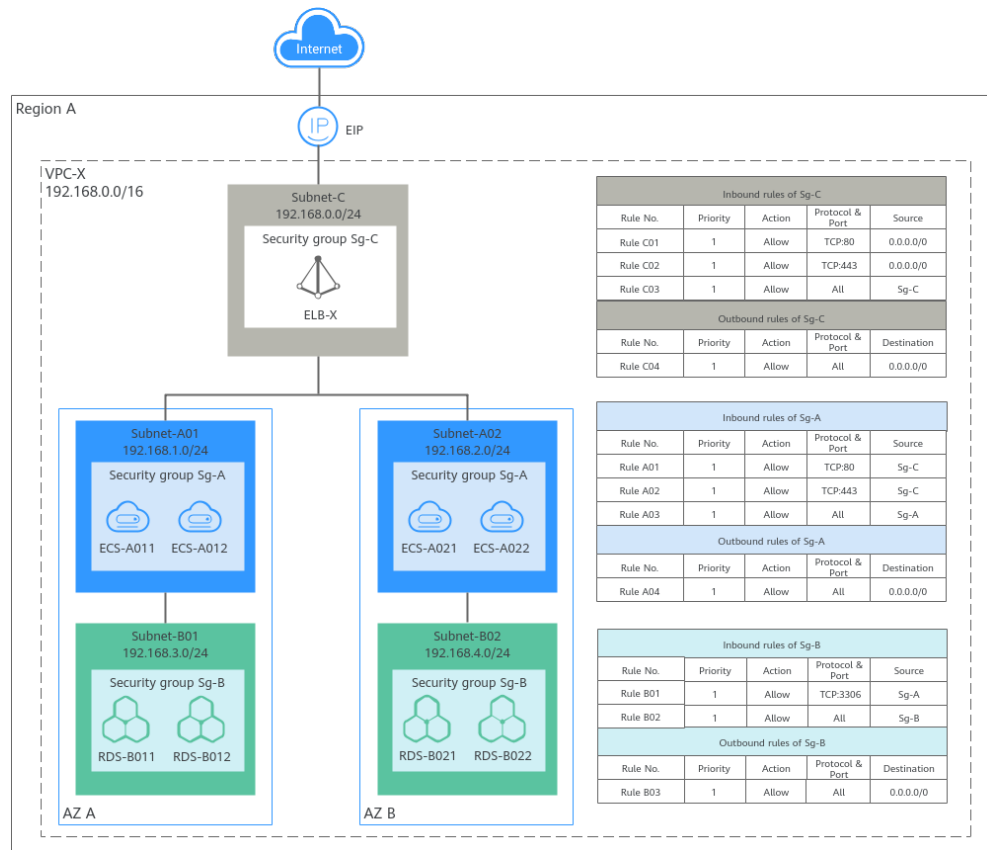 Internet
Region A
IP
EIP
VPC-X
192.168.0.0/16
Subnet-C
192.168.0.0/24
Security group Sg-C
ELB-X
Subnet-A01
192.168.1.0/24
Security group Sg-A
ECS-A011 ECS-A012
Subnet-B01
192.168.3.0/24
Security group Sg-B
RDS-B011 RDS-B012
AZ A
Subnet-A02
192.168.2.0/24
Security group Sg-A
ECS-A021 ECS-A022
Subnet-B02
192.168.4.0/24
Security group Sg-B
RDS-B021 RDS-B022
AZ B
Inbound rules of Sg-C
Rule No. Priority Action Protocol & Port Source
Rule C01 1 Allow TCP:80 0.0.0.0/0
Rule C02 1 Allow TCP:443 0.0.0.0/0
Rule C03 1 Allow All Sg-C
Outbound rules of Sg-C
Rule No. Priority Action Protocol & Port Destination
Rule C04 1 Allow All 0.0.0.0/0
Inbound rules of Sg-A
Rule No. Priority Action Protocol & Port Source
Rule A01 1 Allow TCP:80 Sg-C
Rule A02 1 Allow TCP:443 Sg-C
Rule A03 1 Allow All Sg-A
Outbound rules of Sg-A
Rule No. Priority Action Protocol & Port Destination
Rule A04 1 Allow All 0.0.0.0/0
Inbound rules of Sg-B
Rule No. Priority Action Protocol & Port Source
Rule B01 1 Allow TCP:3306 Sg-A
Rule B02 1 Allow All Sg-B
Outbound rules of Sg-B
Rule No. Priority Action Protocol & Port Destination
Rule B03 1 Allow All 0.0.0.0/0